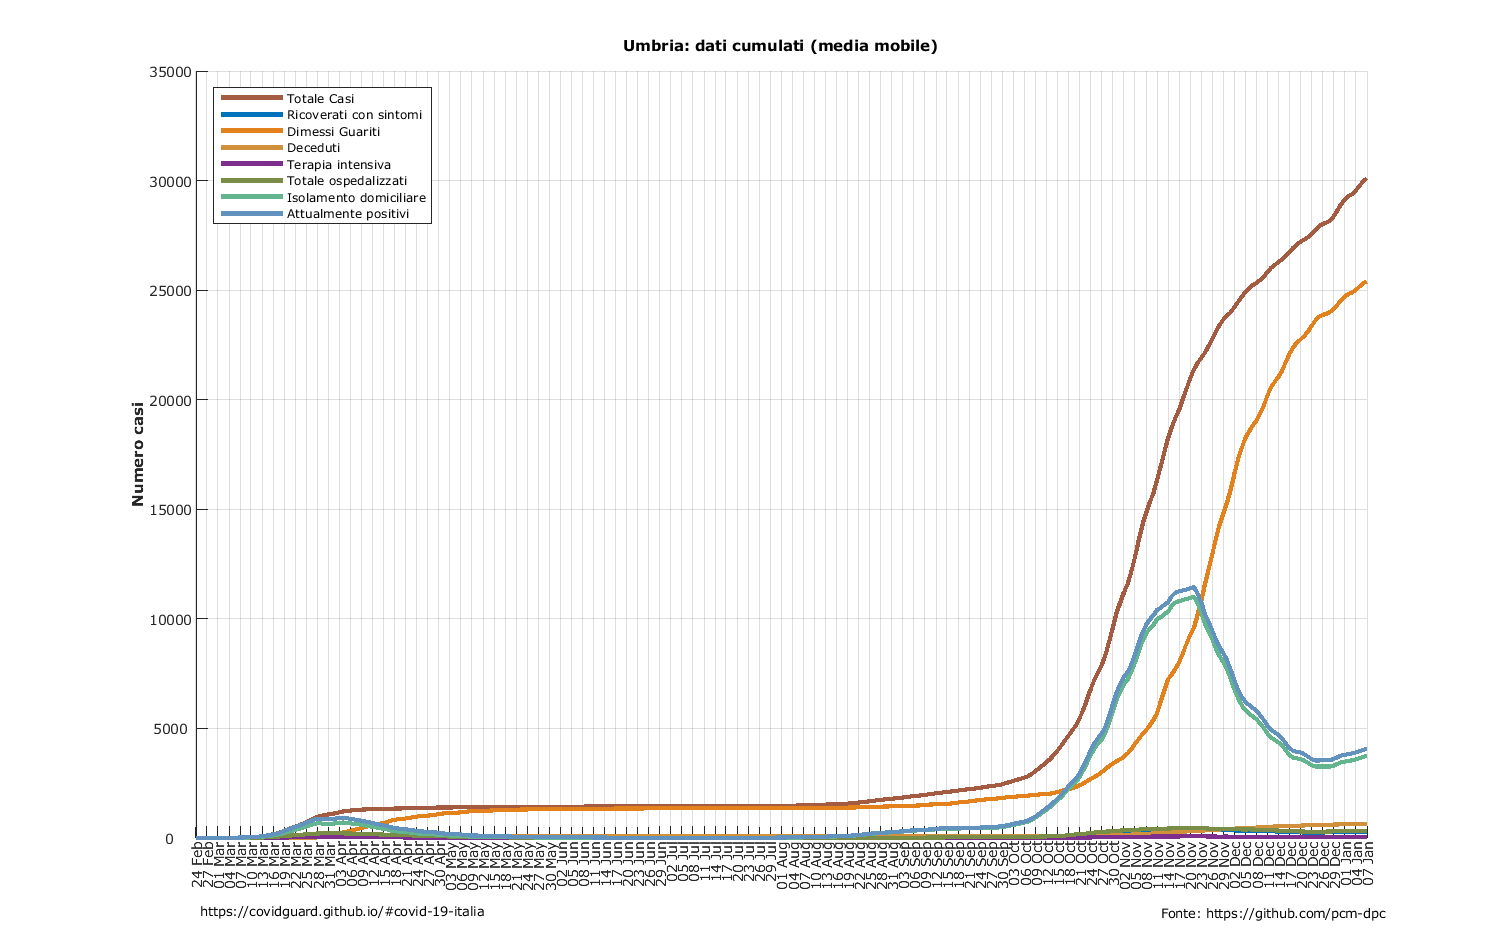 Umbria: dati cumulati (media mobile)
35000
30000
25000
20000
15000
10000
5000
0
Numero casi
Totale Casi
Ricoverati con sintomi
Dimessi Guariti
Deceduti
Terapia intensiva
Totale ospedalizzati
Isolamento domiciliare
Attualmente positivi
24 Feb
27 Feb
01 Mar
04 Mar
07 Mar
10 Mar
13 Mar
16 Mar
19 Mar
22 Mar
25 Mar
28 Mar
31 Mar
03 Apr
06 Apr
09 Apr
12 Apr
15 Apr
18 Apr
21 Apr
24 Apr
27 Apr
30 Apr
03 May
06 May
09 May
12 May
15 May
18 May
21 May
24 May
27 May
30 May
02 Jun
05 Jun
08 Jun
11 Jun
14 Jun
17 Jun
20 Jun
23 Jun
26 Jun
29 Jun
02 Jul
05 Jul
08 Jul
11 Jul
14 Jul
17 Jul
20 Jul
23 Jul
26 Jul
29 Jul
01 Aug
04 Aug
07 Aug
10 Aug
13 Aug
16 Aug
19 Aug
22 Aug
25 Aug
28 Aug
31 Aug
03 Sep
06 Sep
09 Sep
12 Sep
15 Sep
18 Sep
21 Sep
24 Sep
27 Sep
30 Sep
03 Oct
06 Oct
09 Oct
12 Oct
15 Oct
18 Oct
21 Oct
24 Oct
27 Oct
30 Oct
02 Nov
05 Nov
08 Nov
11 Nov
14 Nov
17 Nov
20 Nov
23 Nov
26 Nov
29 Nov
02 Dec
05 Dec
08 Dec
11 Dec
14 Dec
17 Dec
20 Dec
23 Dec
26 Dec
29 Dec
01 Jan
04 Jan
07 Jan
https://covidguard.github.io/#covid-19-italia
Fonte: https://github.com/pcm-dpc